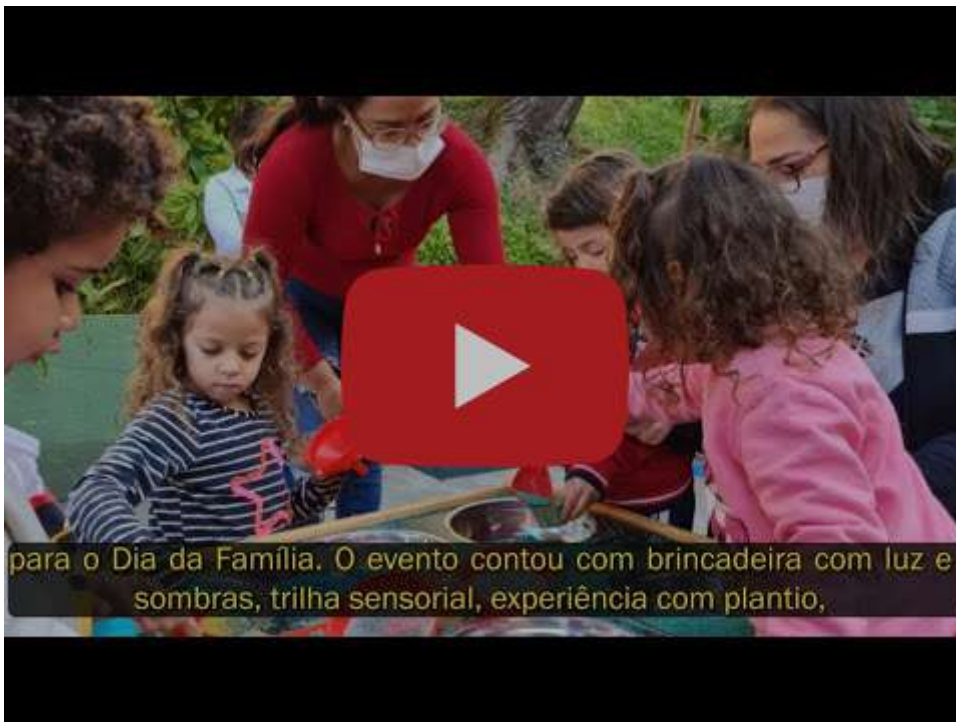 para o Dia da Família. O evento contou com brincadeira com luz e
sombras, trilha sensorial, experiência com plantio,